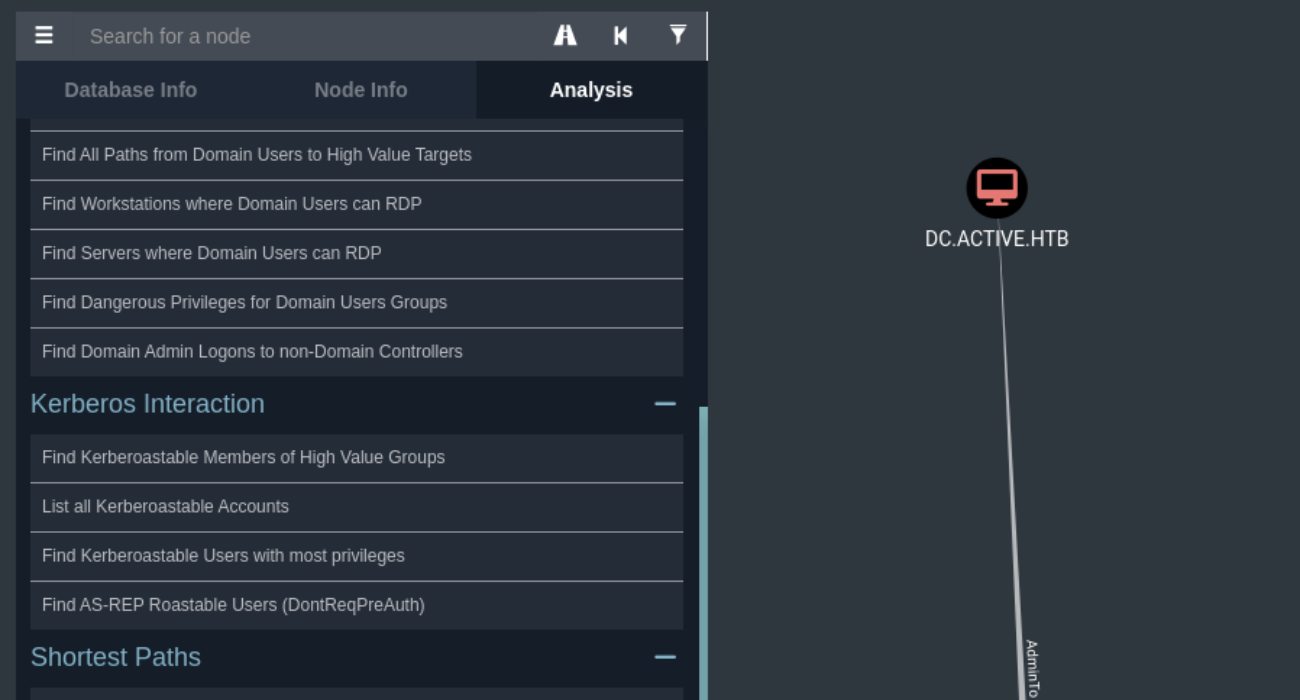 Search for a node
Database Info
Node Info
Analysis
Find All Paths from Domain Users to High Value Targets
Find Workstations where Domain Users can RDP
Find Servers where Domain Users can RDP
Find Dangerous Privileges for Domain Users Groups
Find Domain Admin Logons to non-Domain Controllers
Kerberos Interaction
Find Kerberoastable Members of High Value Groups
List all Kerberoastable Accounts
Find Kerberoastable Users with most privileges
Find AS-REP Roastable Users (DontReqPreAuth)
Shortest Paths
DC.ACTIVE.HTB
AdminTo